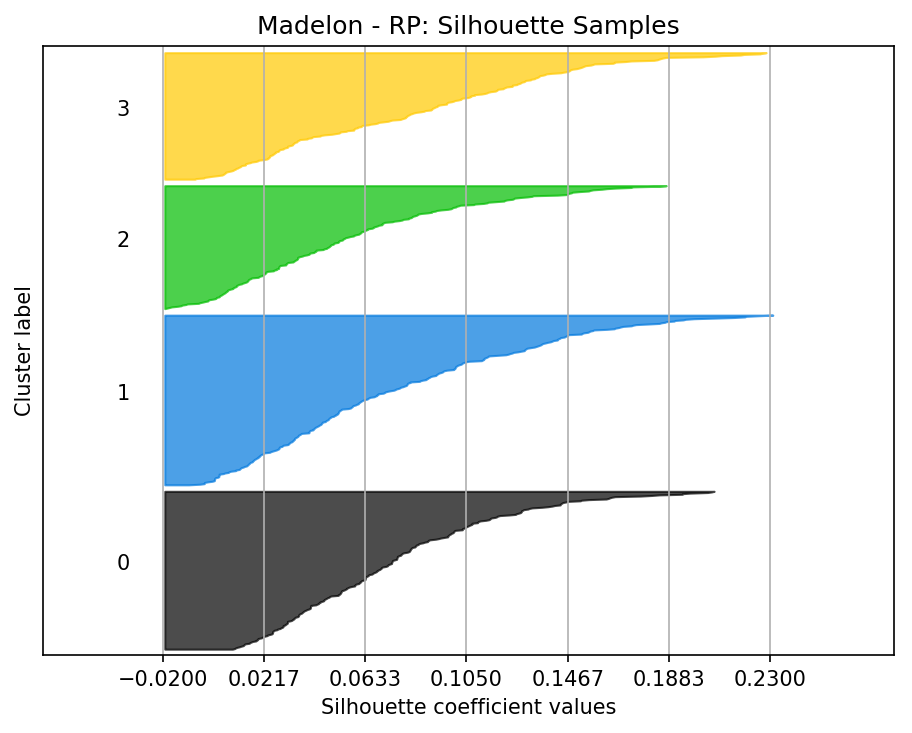 Madelon - RP: Silhouette Samples
3
2
1
0
Cluster label
−0.0200 0.0217 0.0633 0.1050 0.1467 0.1883 0.2300
Silhouette coefficient values